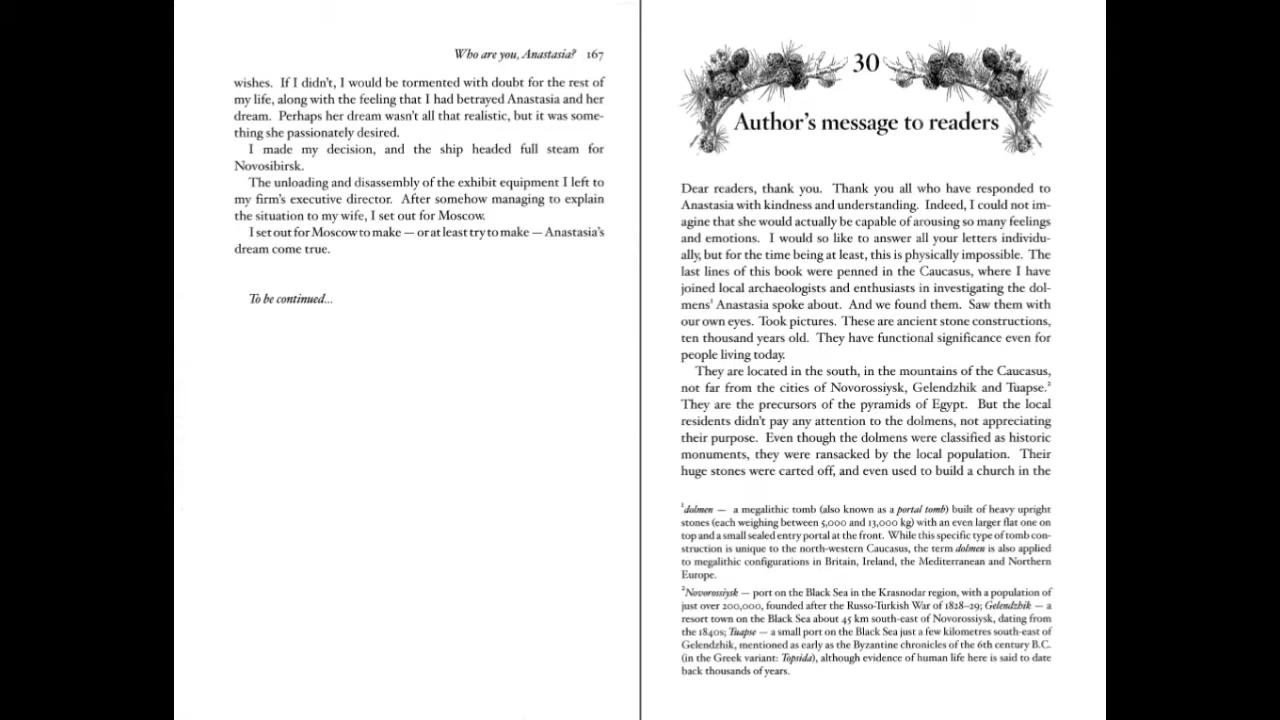 Who are you, Anastasia? 167
wishes. If I didn't, I would be tormented with doubt for the rest of
my life, along with the feeling that I had betrayed Anastasia and her
dream. Perhaps her dream wasn't all that realistic, but it was some-
thing she passionately desired.
I made my decision, and the ship headed full steam for
Novosibirsk.
The unloading and disassembly of the exhibit equipment I left to
my firm's executive director. After somehow managing to explain
the situation to my wife, I set out for Moscow.
I set out for Moscow to make — or at least try to make — Anastasia's
dream come true.
To be continued...
30
Author's message to readers
Dear readers, thank you. Thank you all who have responded to
Anastasia with kindness and understanding. Indeed, I could not im-
agine that she would actually be capable of arousing so many feelings
and emotions. I would so like to answer all your letters individu-
ally, but for the time being at least, this is physically impossible. The
last lines of this book were penned in the Caucasus, where I have
joined local archaeologists and enthusiasts in investigating the dol-
mens¹ Anastasia spoke about. And we found them. Saw them with
our own eyes. Took pictures. These are ancient stone constructions,
ten thousand years old. They have functional significance even for
people living today.
They are located in the south, in the mountains of the Caucasus,
not far from the cities of Novorossiysk, Gelendzhik and Tuapse.²
They are the precursors of the pyramids of Egypt. But the local
residents didn't pay any attention to the dolmens, not appreciating
their purpose. Even though the dolmens were classified as historic
monuments, they were ransacked by the local population. Their
huge stones were carted off, and even used to build a church in the
¹dolmen — a megalithic tomb (also known as a portal tomb) built of heavy upright
stones (each weighing between 5,000 and 13,000 kg) with an even larger flat one on
top and a small sealed entry portal at the front. While this specific type of tomb con-
struction is unique to the north-western Caucasus, the term dolmen is also applied
to megalithic configurations in Britain, Ireland, the Mediterranean and Northern
Europe.
²Novorossiysk — port on the Black Sea in the Krasnodar region, with a population of
just over 200,000, founded after the Russo-Turkish War of 1828–29; Gelendzhik — a
resort town on the Black Sea about 45 km south-east of Novorossiysk, dating from
the 1840s; Tuapse — a small port on the Black Sea just a few kilometres south-east of
Gelendzhik, mentioned as early as the Byzantine chronicles of the 6th century B.C.
(in the Greek variant: Topsida), although evidence of human life here is said to date
back thousands of years.